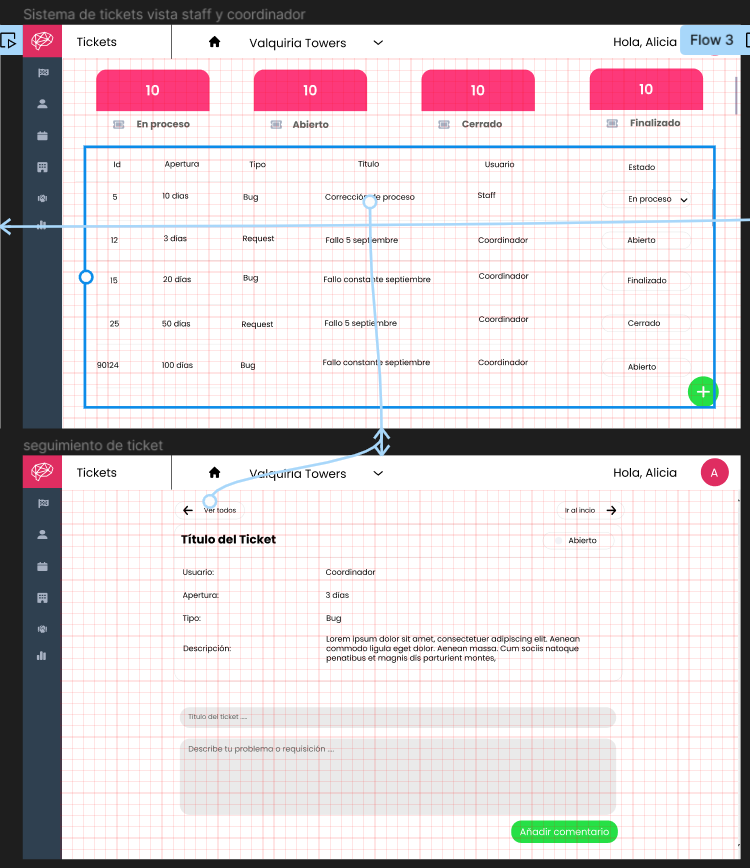 Sistema de tickets vista staff y coordinador
Tickets
Valquiria Towers
Hola, Alicia
Flow 3
10
10
10
10
En proceso
Abierto
Cerrado
Finalizado
Id Apertura Tipo Titulo Usuario Estado
5 10 dias Bug Corrección de proceso Staff En proceso
12 3 dias Request Fallo 5 septiembre Coordinador Abierto
15 20 dias Bug Fallo constante septiembre Coordinador Finalizado
25 50 dias Request Fallo 5 septiembre Coordinador Cerrado
90124 100 dias Bug Fallo constante septiembre Coordinador Abierto
+
seguimiento de ticket
Tickets
Valquiria Towers
Hola, Alicia
A
Ver todos
Ir al incio
Título del Ticket
Abierto
Usuario: Coordinador
Apertura: 3 dias
Tipo: Bug
Descripción:
Lorem ipsum dolor sit amet, consectetuer adipiscing elit. Aenean
commodo ligula eget dolor. Aenean massa. Cum sociis natoque
penatibus et magnis dis parturient montes,
Titulo del ticket ....
Describe tu problema o requisición ....
Añadir comentario